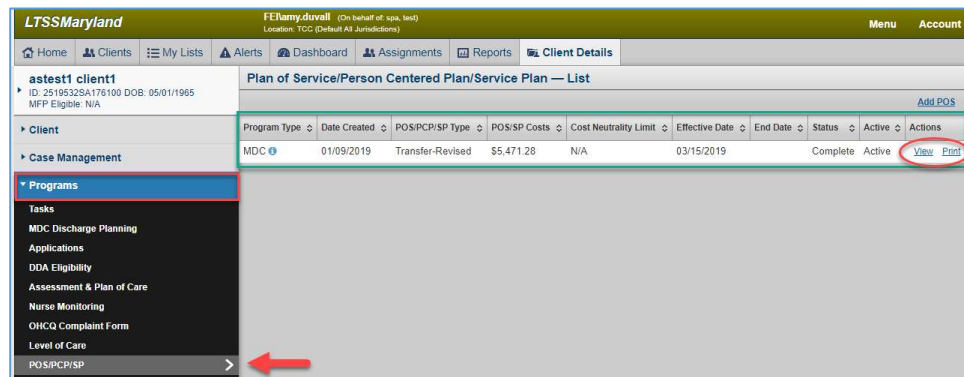 LTSSMaryland
FEI\amy.duvall (On behalf of: spa, test)
Location: TCC (Default All Jurisdictions)
Menu Account
Home Clients My Lists Alerts Dashboard Assignments Reports Client Details
astest1 client1
ID: 2519532SA176100 DOB: 05/01/1965
MFP Eligible: N/A
Plan of Service/Person Centered Plan/Service Plan — List
Add POS
Client
Case Management
Programs
Tasks
MDC Discharge Planning
Applications
DDA Eligibility
Assessment & Plan of Care
Nurse Monitoring
OHCQ Complaint Form
Level of Care
POS/PCP/SP
Program Type Date Created POS/PCP/SP Type POS/SP Costs Cost Neutrality Limit Effective Date End Date Status Active Actions
MDC 01/09/2019 Transfer-Revised $5,471.28 N/A 03/15/2019 Complete Active View Print